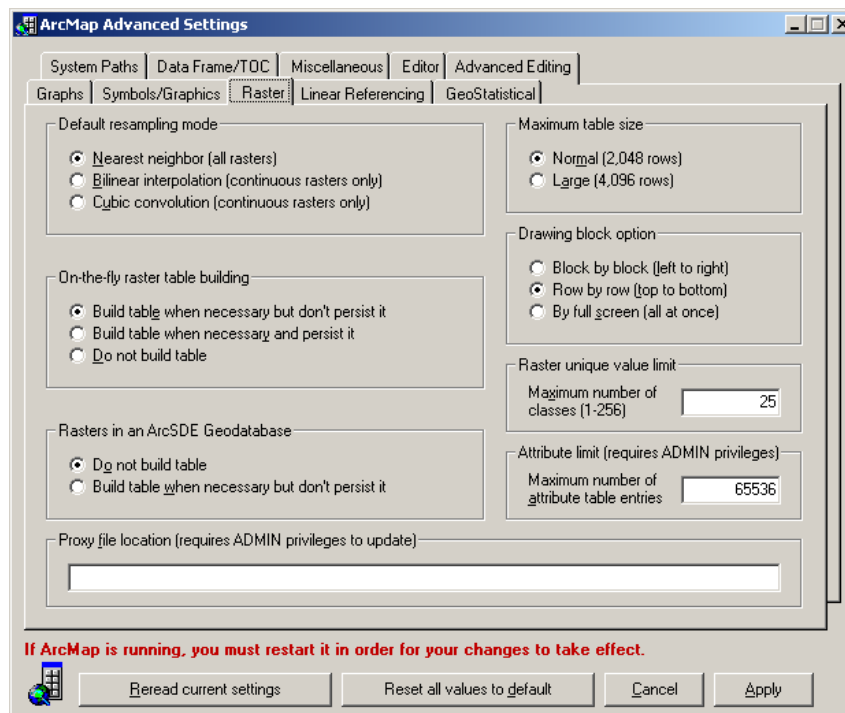 ArcMap Advanced Settings
System Paths
Data Frame/TOC
Miscellaneous
Editor
Advanced Editing
Graphs
Symbols/Graphics
Raster
Linear Referencing
GeoStatistical
Default resampling mode
Nearest neighbor (all rasters)
Bilinear interpolation (continuous rasters only)
Cubic convolution (continuous rasters only)
On-the-fly raster table building
Build table when necessary but don't persist it
Build table when necessary and persist it
Do not build table
Rasters in an ArcSDE Geodatabase
Do not build table
Build table when necessary but don't persist it
Maximum table size
Normal (2,048 rows)
Large (4,096 rows)
Drawing block option
Block by block (left to right)
Row by row (top to bottom)
By full screen (all at once)
Raster unique value limit
Maximum number of
classes (1-256)
25
Attribute limit (requires ADMIN privileges)
Maximum number of
attribute table entries
65536
Proxy file location (requires ADMIN privileges to update)
If ArcMap is running, you must restart it in order for your changes to take effect.
Reread current settings
Reset all values to default
Cancel
Apply